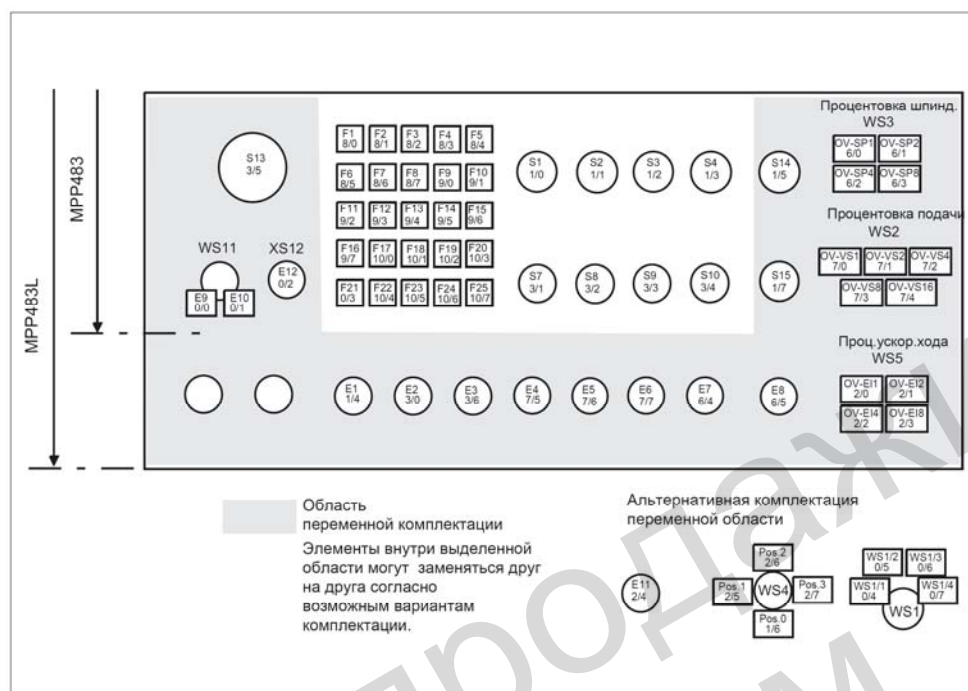 MPP483L
MPP483
S13
3/5
WS11
XS12
E9
0/0
E10
0/1
E12
0/2
F1
8/0
F2
8/1
F3
8/2
F4
8/3
F5
8/4
F6
8/5
F7
8/6
F8
8/7
F9
9/0
F10
9/1
F11
9/2
F12
9/3
F13
9/4
F14
9/5
F15
9/6
F16
9/7
F17
10/0
F18
10/1
F19
10/2
F20
10/3
F21
0/3
F22
10/4
F23
10/5
F24
10/6
F25
10/7
S1
1/0
S2
1/1
S3
1/2
S4
1/3
S14
1/5
S7
3/1
S8
3/2
S9
3/3
S10
3/4
S15
1/7
Процентовка шпинд.
WS3
OV-SP1
6/0
OV-SP2
6/1
OV-SP4
6/2
OV-SP8
6/3
Процентовка подачи
WS2
OV-VS1
7/0
OV-VS2
7/1
OV-VS4
7/2
OV-VS8
7/3
OV-VS16
7/4
Проц.ускор.хода
WS5
OV-EI1
2/0
OV-EI2
2/1
OV-EI4
2/2
OV-EI8
2/3
E1
1/4
E2
3/0
E3
3/6
E4
7/5
E5
7/6
E6
7/7
E7
6/4
E8
6/5
Область
переменной комплектации
Элементы внутри выделенной
области могут заменяться друг
на друга согласно
возможным вариантам
комплектации.
Альтернативная комплектация
переменной области
E11
2/4
Pos.2
2/6
Pos.1
2/5
WS4
Pos.3
2/7
Pos.0
1/6
WS1/2
0/5
WS1/3
0/6
WS1/1
0/4
WS1/4
0/7
WS1
продажи